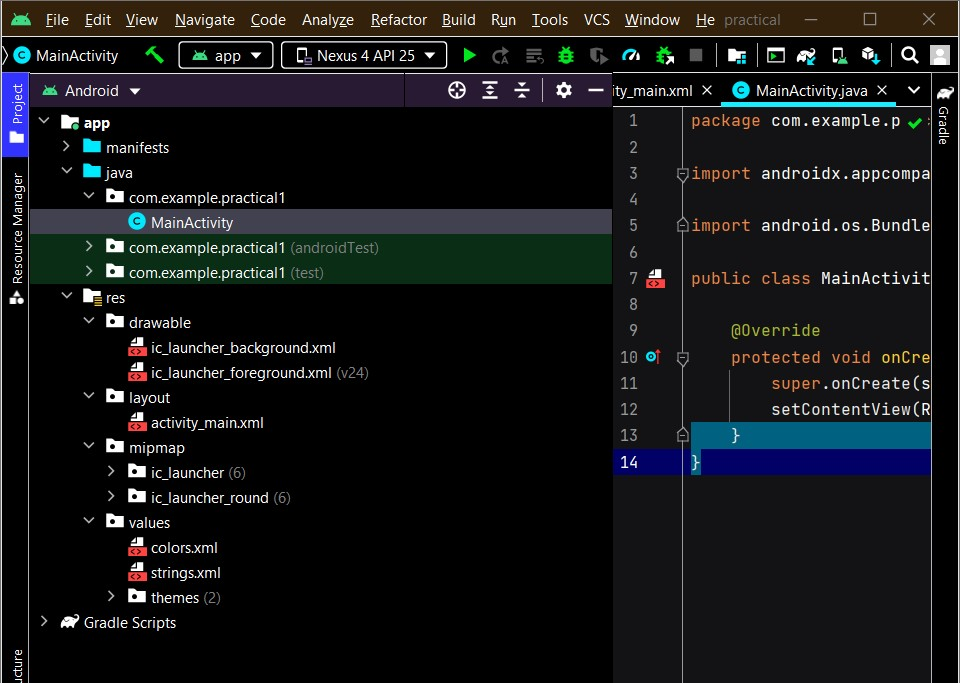 File Edit View Navigate Code Analyze Refactor Build Run Tools VCS Window He practical
MainActivity app Nexus 4 API 25
Project
Resource Manager
ucture
Android
app
manifests
java
com.example.practical1
MainActivity
com.example.practical1 (androidTest)
com.example.practical1 (test)
res
drawable
ic_launcher_background.xml
ic_launcher_foreground.xml (v24)
layout
activity_main.xml
mipmap
ic_launcher (6)
ic_launcher_round (6)
values
colors.xml
strings.xml
themes (2)
Gradle Scripts
ity_main.xml MainActivity.java
1 package com.example.p
2
3 import androidx.appcompa
4
5 import android.os.Bundle
6
7 public class MainActivit
8
9 @Override
10 protected void onCre
11 super.onCreate(s
12 setContentView(R
13 }
14 }
Gradle